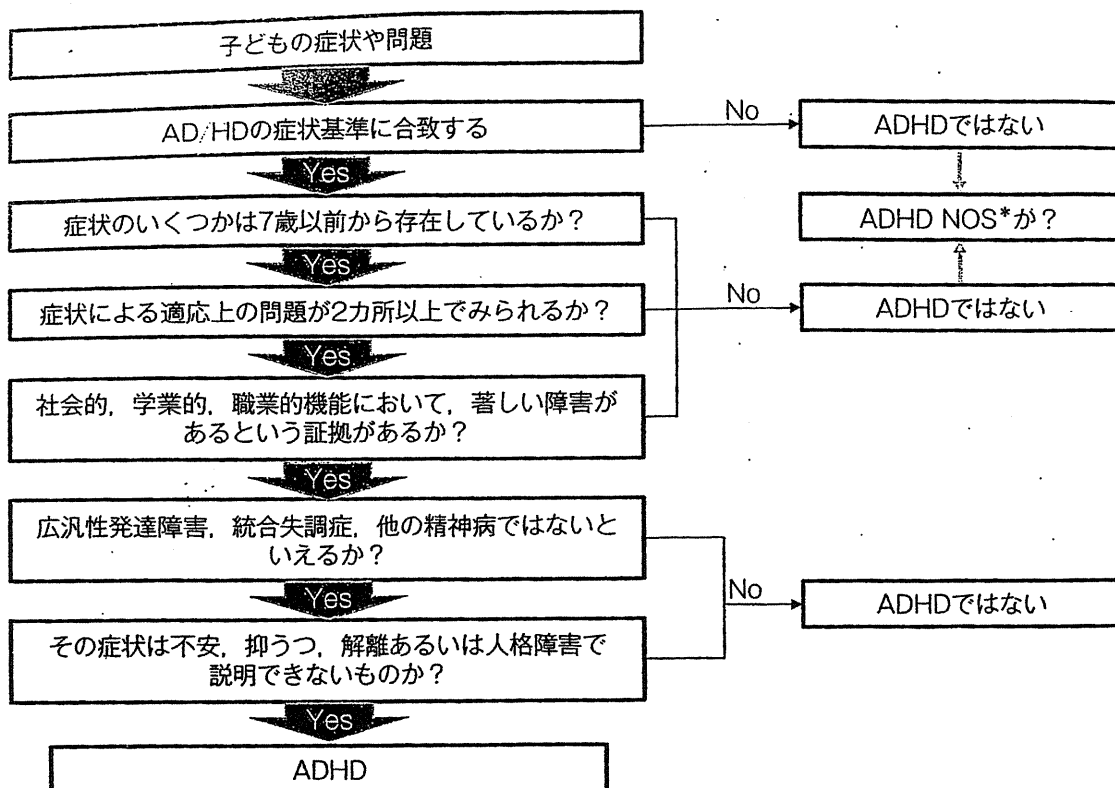 子どもの症状や問題
AD/HDの症状基準に合致する
No
ADHDではない
Yes
症状のいくつかは7歳以前から存在しているか？
ADHD NOS*が？
Yes
症状による適応上の問題が2カ所以上でみられるか？
No
ADHDではない
Yes
社会的，学業的，職業的機能において，著しい障害が
あるという証拠があるか？
Yes
広汎性発達障害，統合失調症，他の精神病ではないと
いえるか？
Yes
No
ADHDではない
その症状は不安，抑うつ，解離あるいは人格障害で
説明できないものか？
Yes
ADHD